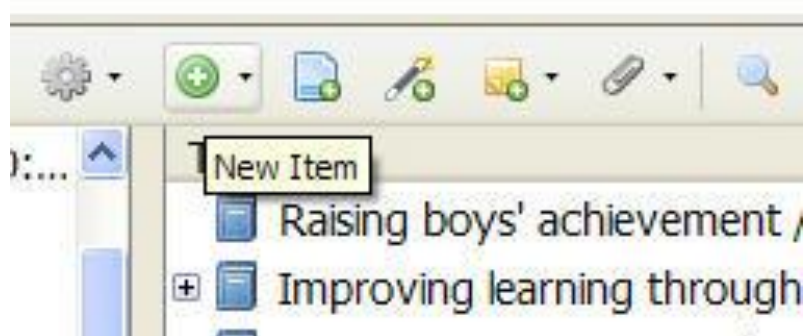 ):...
T
New Item
Raising boys' achievement /
Improving learning through